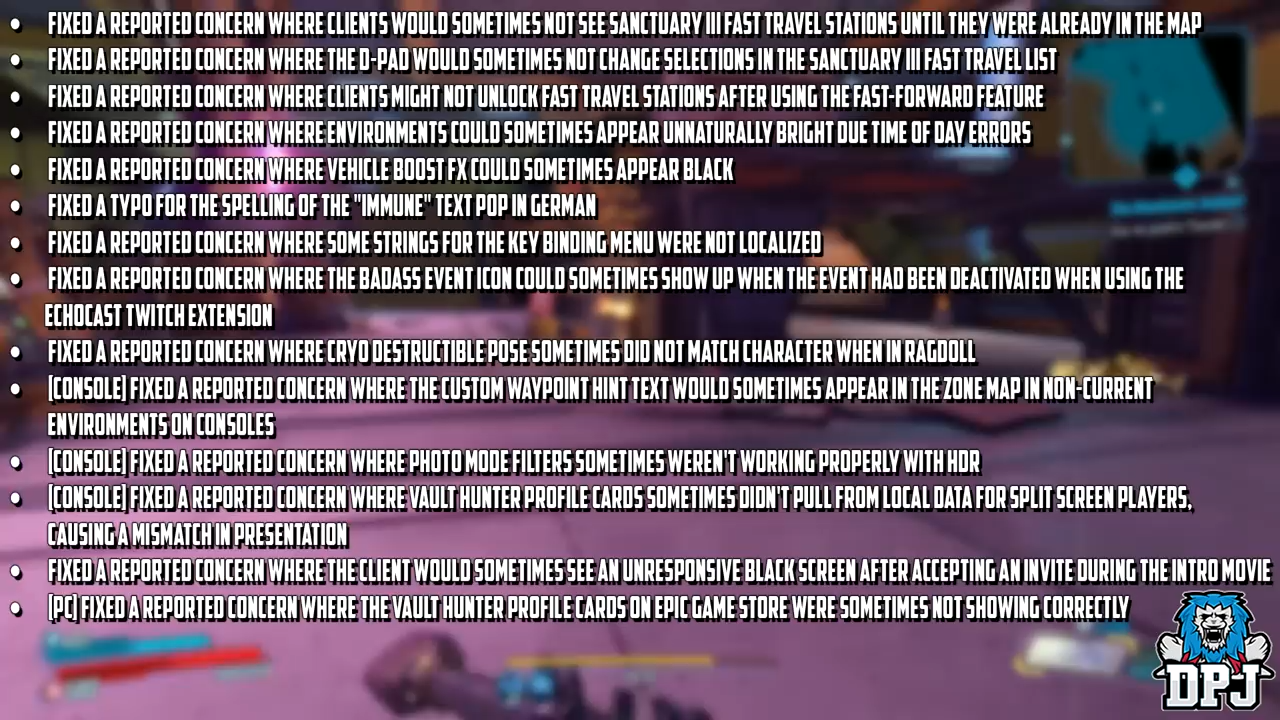 • FIXED A REPORTED CONCERN WHERE CLIENTS WOULD SOMETIMES NOT SEE SANCTUARY III FAST TRAVEL STATIONS UNTIL THEY WERE ALREADY IN THE MAP
• FIXED A REPORTED CONCERN WHERE THE D-PAD WOULD SOMETIMES NOT CHANGE SELECTIONS IN THE SANCTUARY III FAST TRAVEL LIST
• FIXED A REPORTED CONCERN WHERE CLIENTS MIGHT NOT UNLOCK FAST TRAVEL STATIONS AFTER USING THE FAST-FORWARD FEATURE
• FIXED A REPORTED CONCERN WHERE ENVIRONMENTS COULD SOMETIMES APPEAR UNNATURALLY BRIGHT DUE TIME OF DAY ERRORS
• FIXED A REPORTED CONCERN WHERE VEHICLE BOOST FX COULD SOMETIMES APPEAR BLACK
• FIXED A TYPO FOR THE SPELLING OF THE "IMMUNE" TEXT POP IN GERMAN
• FIXED A REPORTED CONCERN WHERE SOME STRINGS FOR THE KEY BINDING MENU WERE NOT LOCALIZED
• FIXED A REPORTED CONCERN WHERE THE BADASS EVENT ICON COULD SOMETIMES SHOW UP WHEN THE EVENT HAD BEEN DEACTIVATED WHEN USING THE
ECHOCAST TWITCH EXTENSION
• FIXED A REPORTED CONCERN WHERE CRYO DESTRUCTIBLE POSE SOMETIMES DID NOT MATCH CHARACTER WHEN IN RAGDOLL
• [CONSOLE] FIXED A REPORTED CONCERN WHERE THE CUSTOM WAYPOINT HINT TEXT WOULD SOMETIMES APPEAR IN THE ZONE MAP IN NON-CURRENT
ENVIRONMENTS ON CONSOLES
• [CONSOLE] FIXED A REPORTED CONCERN WHERE PHOTO MODE FILTERS SOMETIMES WEREN'T WORKING PROPERLY WITH HDR
• [CONSOLE] FIXED A REPORTED CONCERN WHERE VAULT HUNTER PROFILE CARDS SOMETIMES DIDN'T PULL FROM LOCAL DATA FOR SPLIT SCREEN PLAYERS,
CAUSING A MISMATCH IN PRESENTATION
• FIXED A REPORTED CONCERN WHERE THE CLIENT WOULD SOMETIMES SEE AN UNRESPONSIVE BLACK SCREEN AFTER ACCEPTING AN INVITE DURING THE INTRO MOVIE
• [PC] FIXED A REPORTED CONCERN WHERE THE VAULT HUNTER PROFILE CARDS ON EPIC GAME STORE WERE SOMETIMES NOT SHOWING CORRECTLY
DPJ